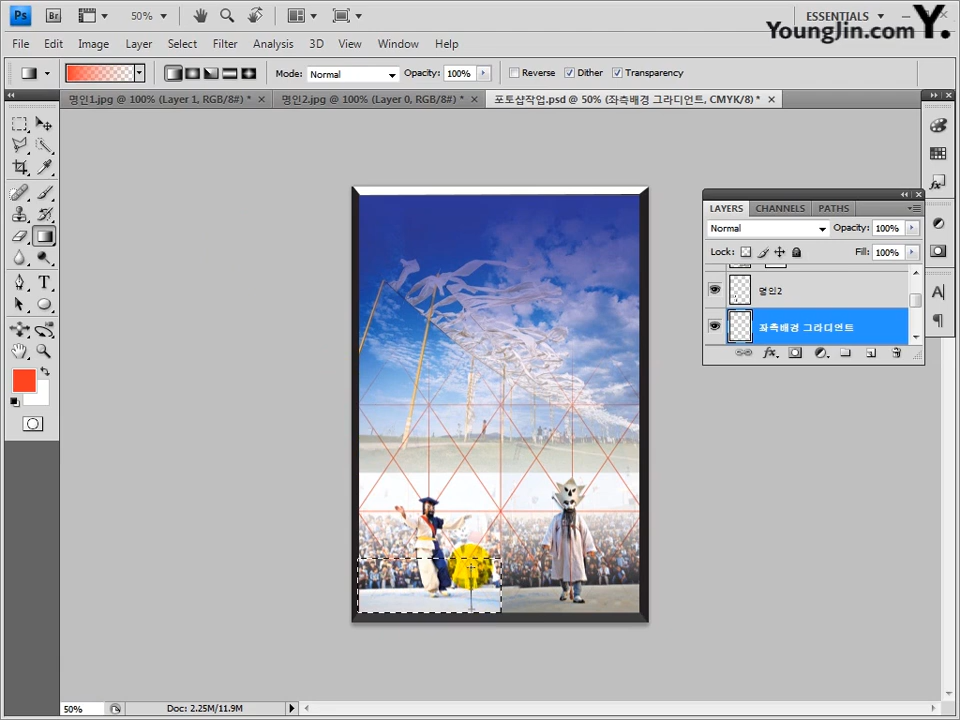 Ps Br 50% ESSENTIALS
YoungJin.com Y.
File Edit Image Layer Select Filter Analysis 3D View Window Help
Mode: Normal Opacity: 100% Reverse Dither Transparency
명인1.jpg @ 100% (Layer 1, RGB/8#) * × 명인2.jpg @ 100% (Layer 0, RGB/8#) * × 포토샵작업.psd @ 50% (좌측배경 그라디언트, CMYK/8) * ×
LAYERS CHANNELS PATHS
Normal Opacity: 100%
Lock: Fill: 100%
명인2
좌측배경 그라디언트
50% Doc: 2.25M/11.9M